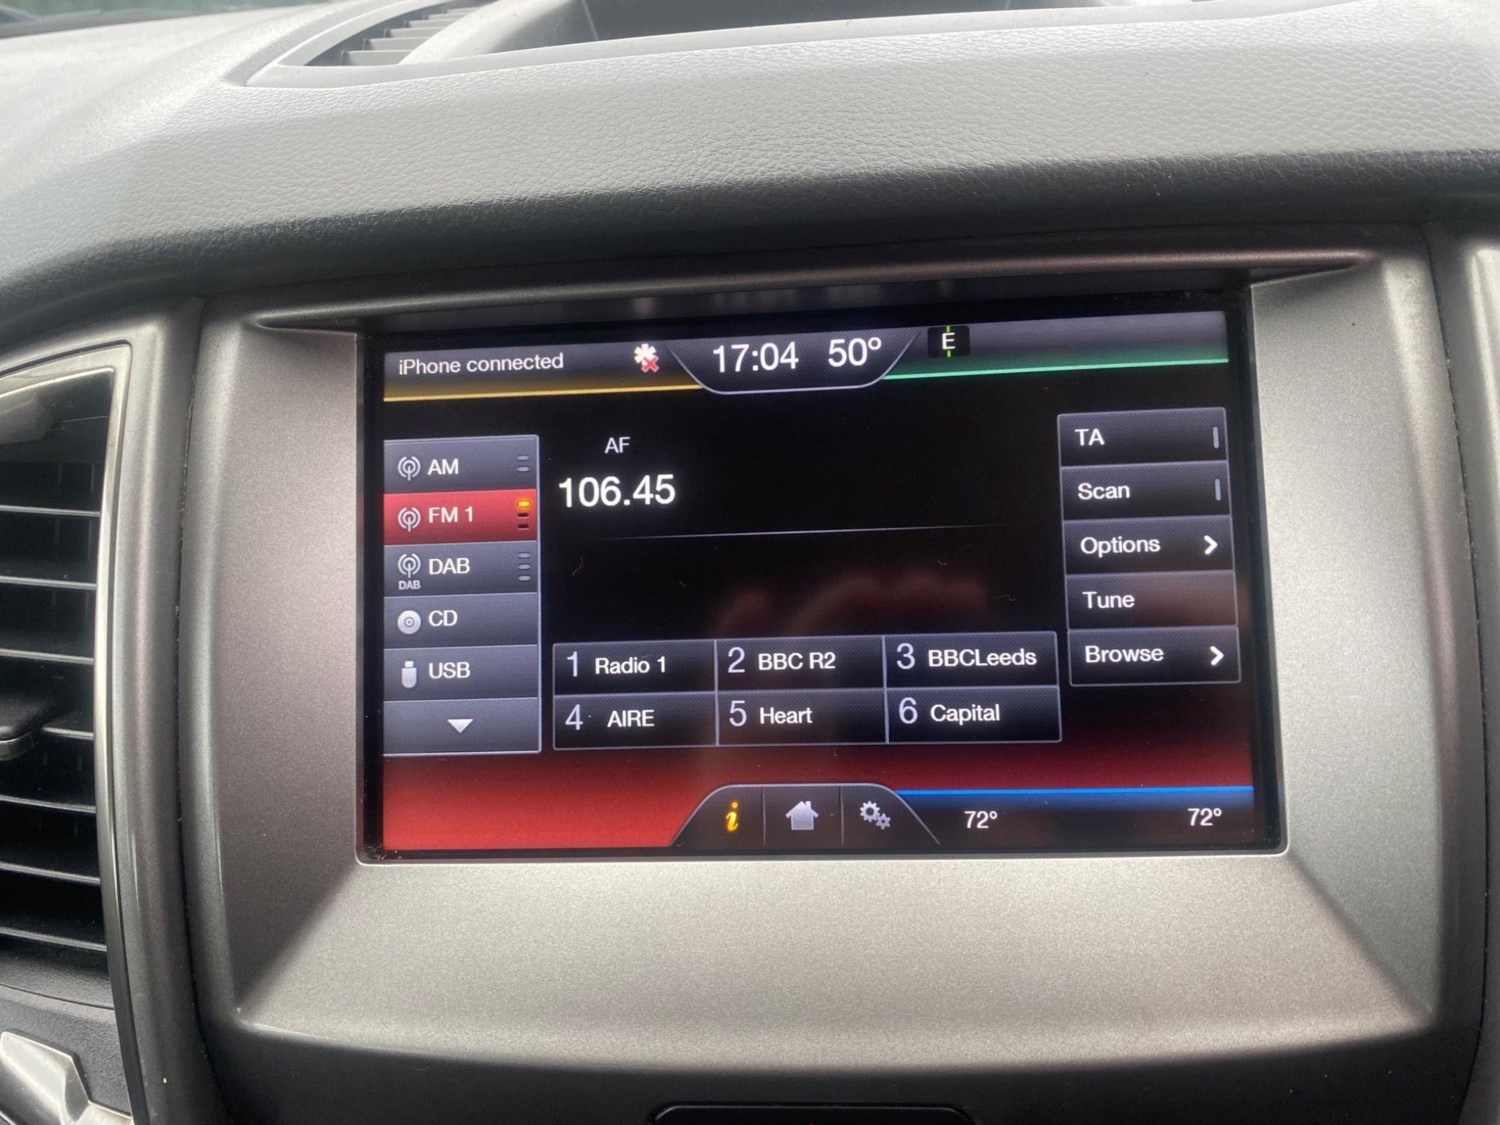 iPhone connected
17:04 50° E
AM
FM 1
DAB
DAB
CD
USB
AF
106.45
TA
Scan
Options
Tune
Browse
1 Radio 1 2 BBC R2 3 BBCLeeds
4 AIRE 5 Heart 6 Capital
i 72° 72°